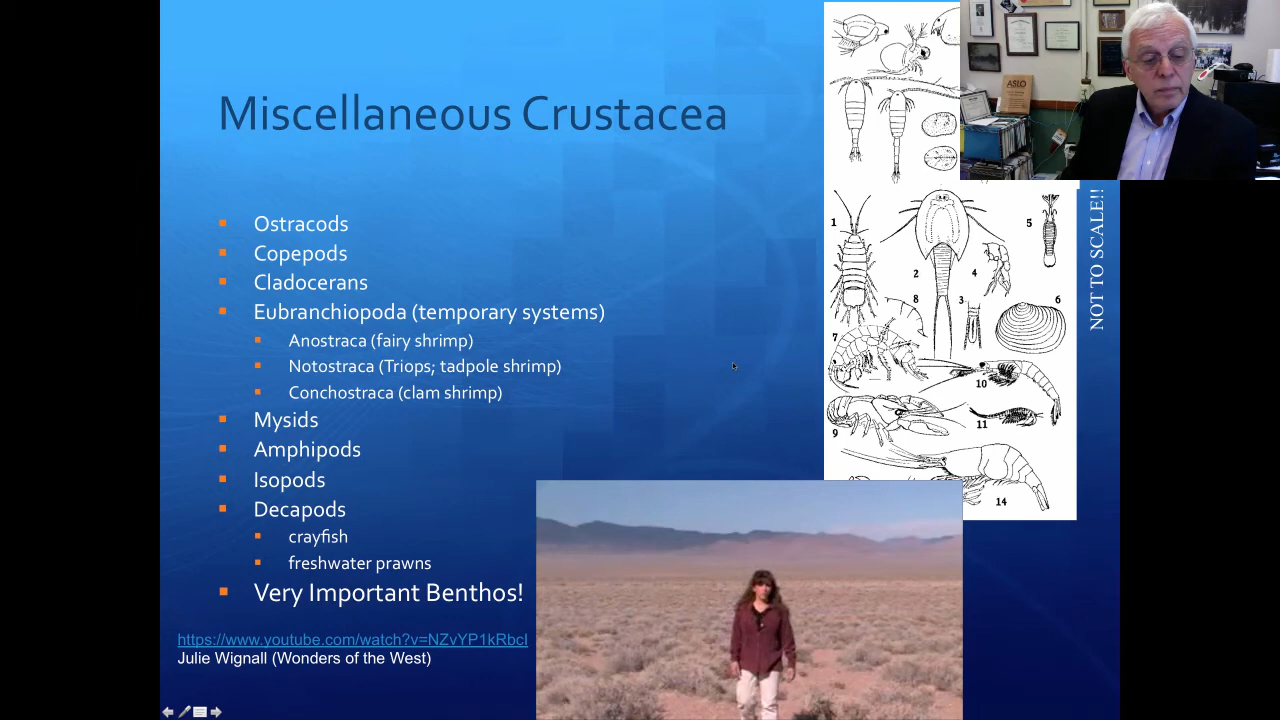 Miscellaneous Crustacea
Ostracods
Copepods
Cladocerans
Eubranchiopoda (temporary systems)
Anostraca (fairy shrimp)
Notostraca (Triops; tadpole shrimp)
Conchostraca (clam shrimp)
Mysids
Amphipods
Isopods
Decapods
crayfish
freshwater prawns
Very Important Benthos!
https://www.youtube.com/watch?v=NZvYP1kRbcI
Julie Wignall (Wonders of the West)
ASLO
1
5
2
4
8
3
6
7
10
11
9
14
NOT TO SCALE!!